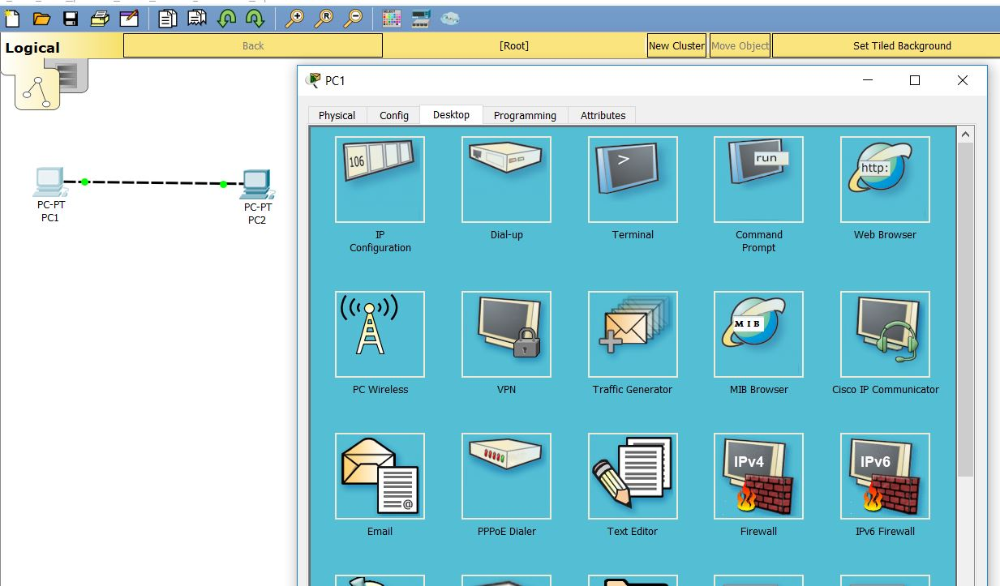 SELECT
R
Logical
Back
[Root]
New Cluster
Move Object
Set Tiled Background
PC1
Physical
Config
Desktop
Programming
Attributes
106
>
run
http:
IP
Configuration
Dial-up
Terminal
Command
Prompt
Web Browser
PC-PT
PC1
PC-PT
PC2
MIB
PC Wireless
VPN
Traffic Generator
MIB Browser
Cisco IP Communicator
@
IPv4
IPv6
Email
PPPoE Dialer
Text Editor
Firewall
IPv6 Firewall